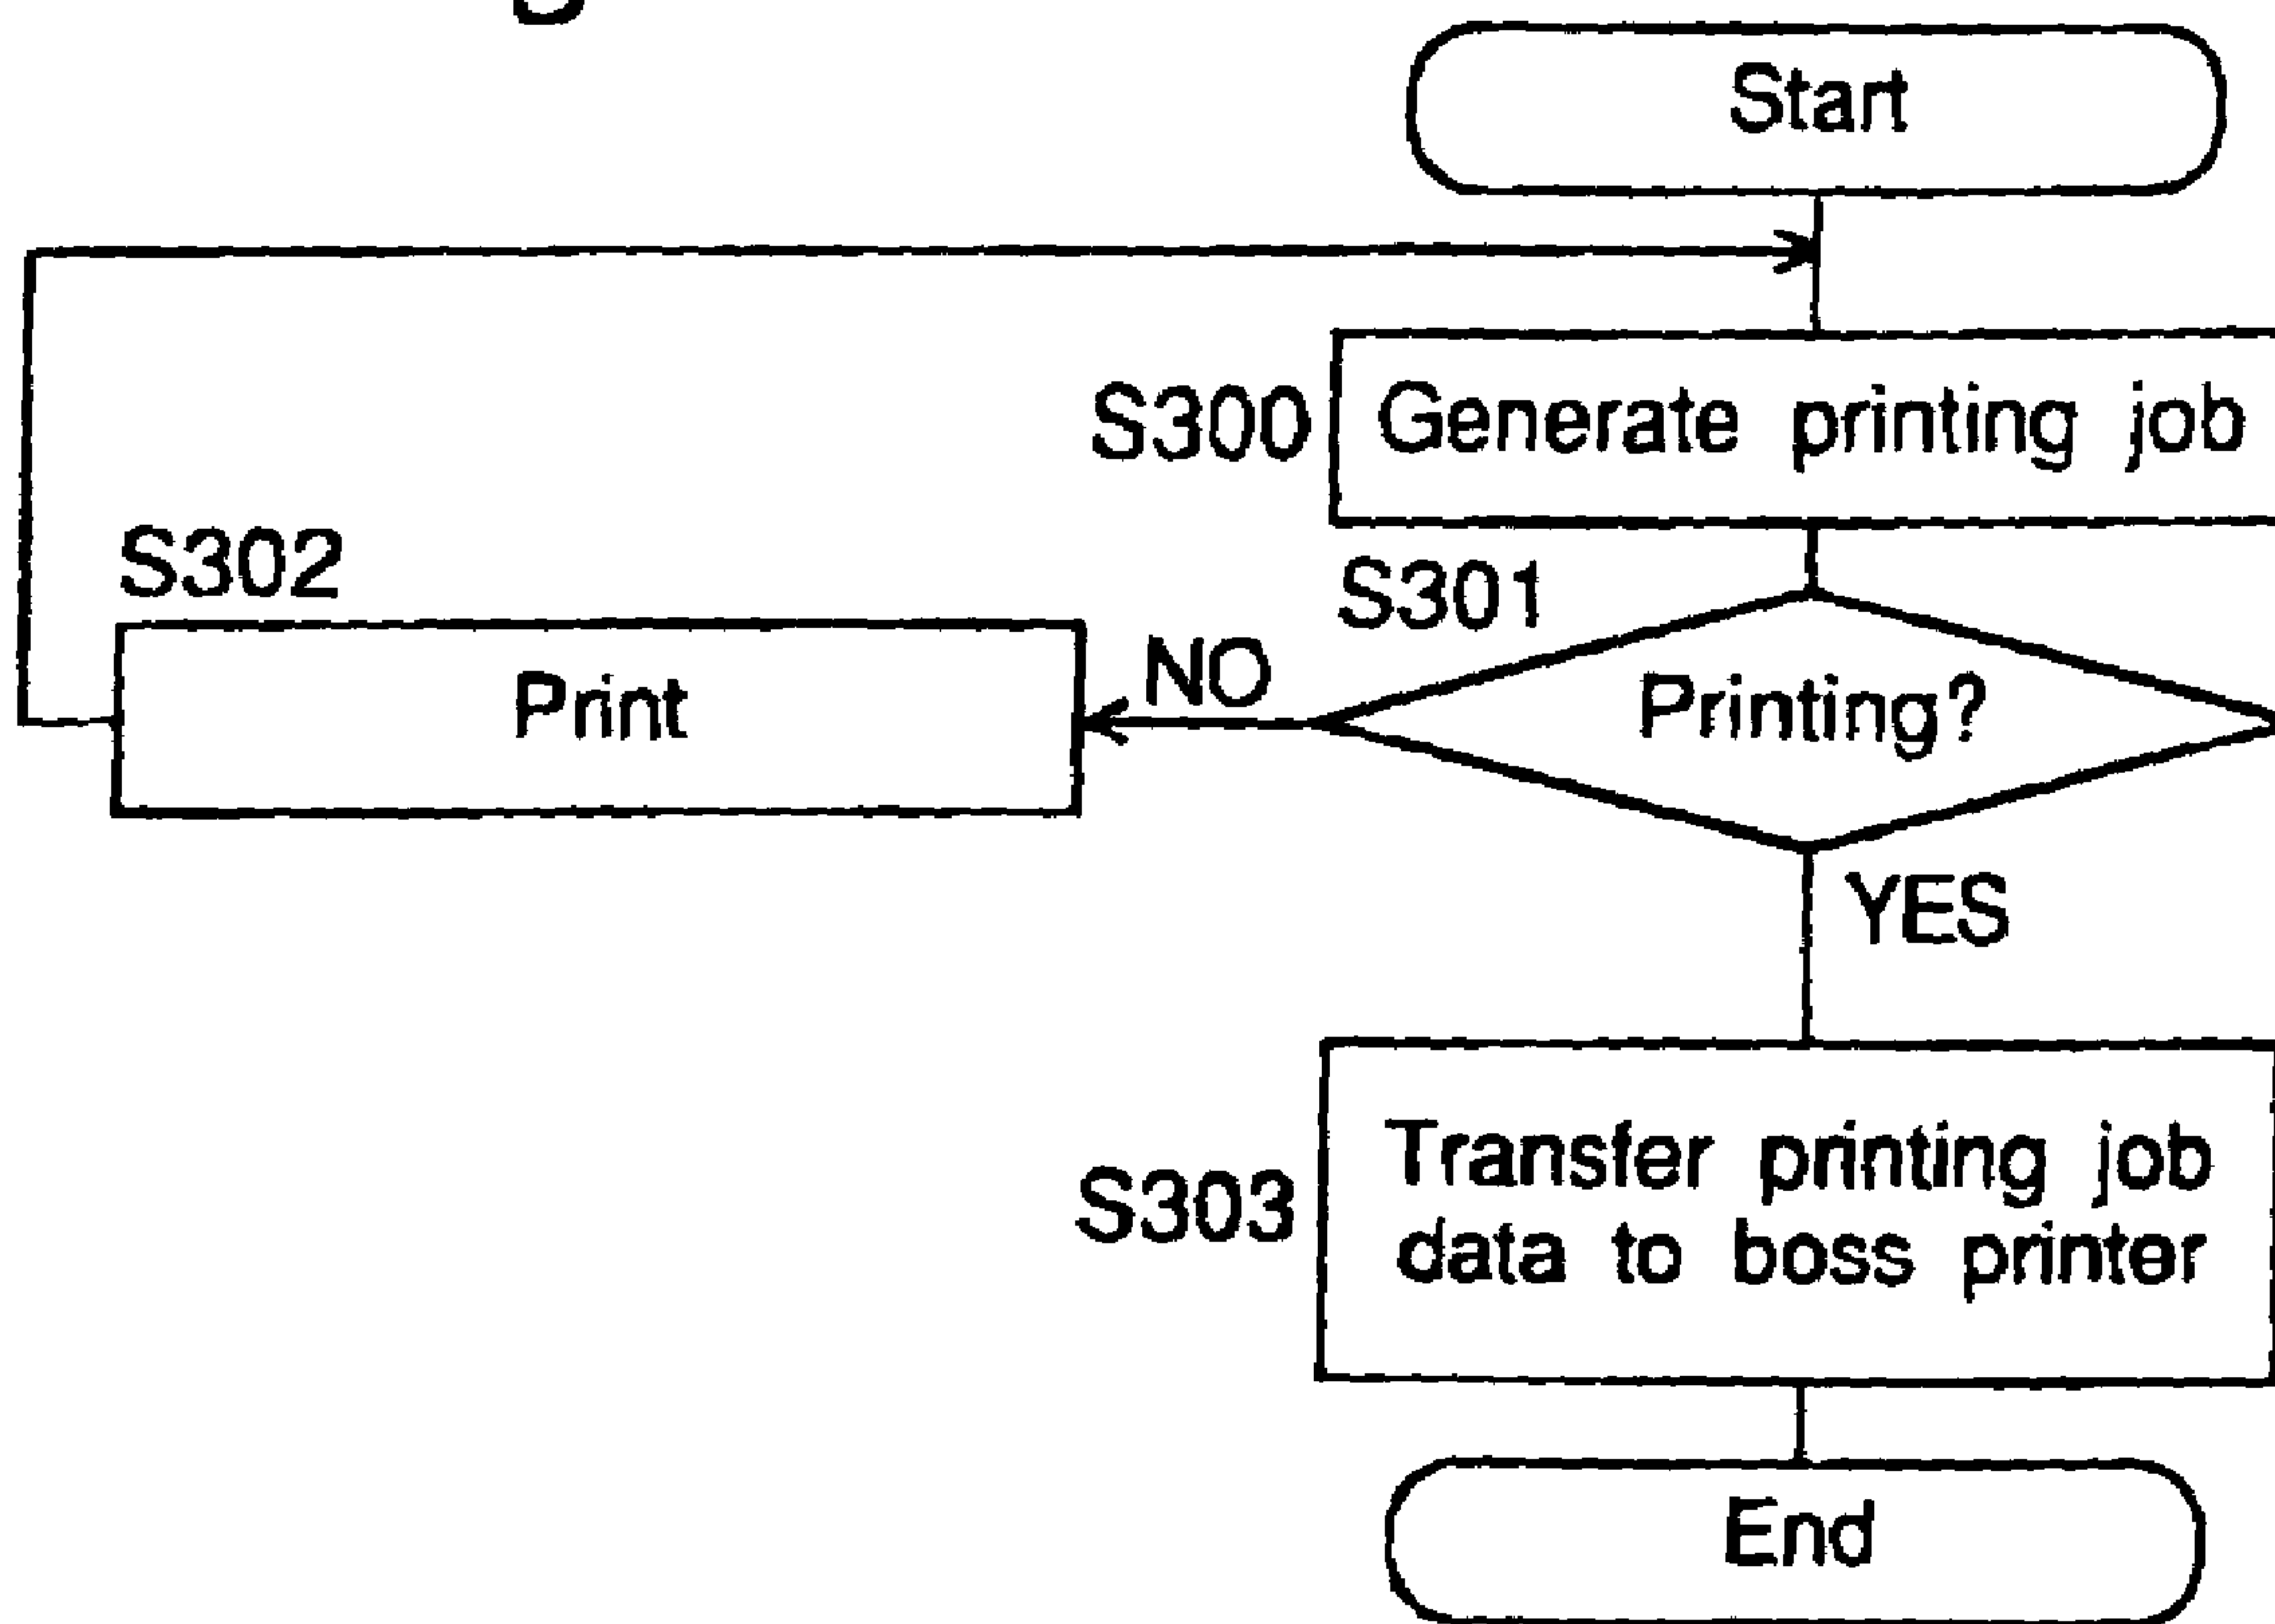 Start
S300
Generate printing job
S302
S301
Print
NO
Printing?
YES
S303
Transfer printing job
data to boss printer
End